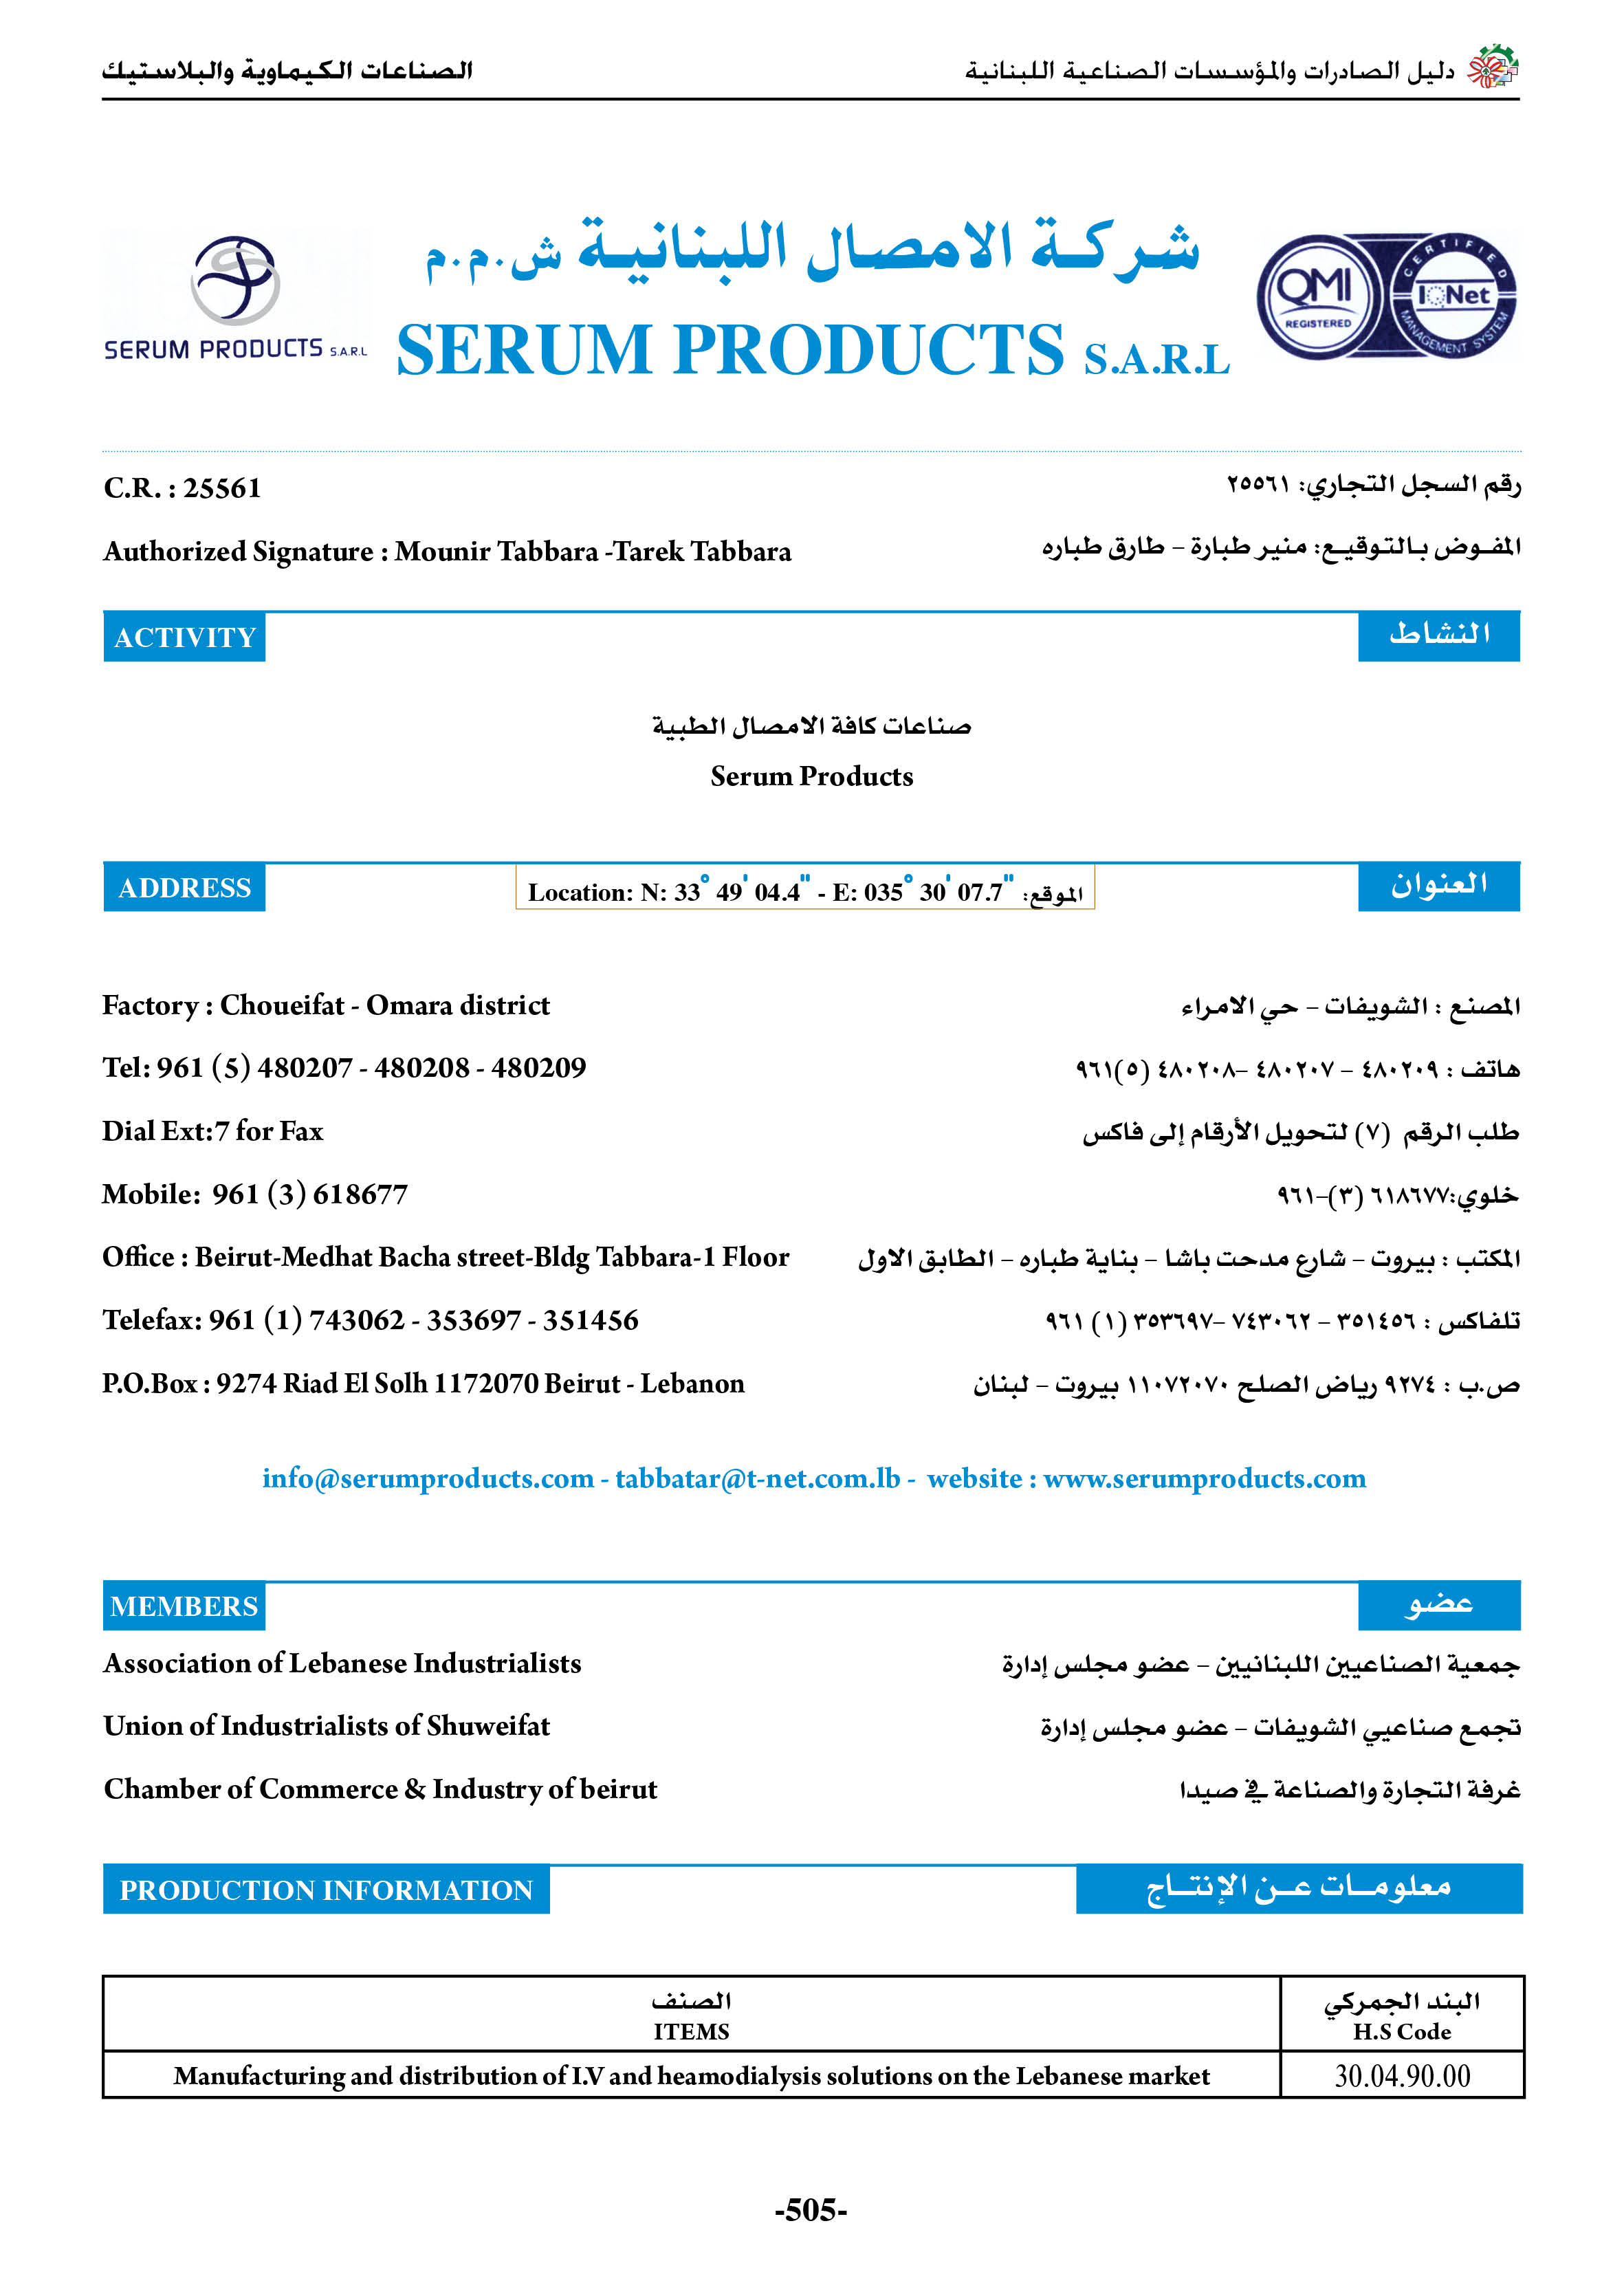 دليل الصادرات والمؤسسات الصناعية اللبنانية
الصناعات الكيماوية والبلاستيك
SERUM PRODUCTS S.A.R.L
شركة الامصال اللبنانية ش.م.م
SERUM PRODUCTS S.A.R.L
QMI
REGISTERED
CERTIFIED
IQNet
MANAGEMENT SYSTEM
C.R. : 25561
رقم السجل التجاري: ٢٥٥٦١
Authorized Signature : Mounir Tabbara -Tarek Tabbara
المفوض بالتوقيع: منير طبارة – طارق طباره
ACTIVITY
النشاط
صناعات كافة الامصال الطبية
Serum Products
ADDRESS
Location: N: 33° 49' 04.4" - E: 035° 30' 07.7" :الموقع
العنوان
Factory : Choueifat - Omara district
المصنع : الشويفات – حي الامراء
Tel: 961 (5) 480207 - 480208 - 480209
هاتف : ٤٨٠٢٠٩ – ٤٨٠٢٠٧ –٤٨٠٢٠٨ (٥)٩٦١
Dial Ext:7 for Fax
طلب الرقم (٧) لتحويل الأرقام إلى فاكس
Mobile: 961 (3) 618677
خلوي:٦١٨٦٧٧ (٣)–٩٦١
Office : Beirut-Medhat Bacha street-Bldg Tabbara-1 Floor
المكتب : بيروت – شارع مدحت باشا – بناية طباره – الطابق الاول
Telefax: 961 (1) 743062 - 353697 - 351456
تلفاكس : ٣٥١٤٥٦ – ٧٤٣٠٦٢ –٣٥٣٦٩٧ (١) ٩٦١
P.O.Box : 9274 Riad El Solh 1172070 Beirut - Lebanon
ص.ب : ٩٢٧٤ رياض الصلح ١١٠٧٢٠٧٠ بيروت – لبنان
info@serumproducts.com - tabbatar@t-net.com.lb - website : www.serumproducts.com
MEMBERS
عضو
Association of Lebanese Industrialists
جمعية الصناعيين اللبنانيين – عضو مجلس إدارة
Union of Industrialists of Shuweifat
تجمع صناعيي الشويفات – عضو مجلس إدارة
Chamber of Commerce & Industry of beirut
غرفة التجارة والصناعة في صيدا
PRODUCTION INFORMATION
معلومات عن الإنتاج
الصنف
ITEMS
البند الجمركي
H.S Code
Manufacturing and distribution of I.V and heamodialysis solutions on the Lebanese market
30.04.90.00
-505-